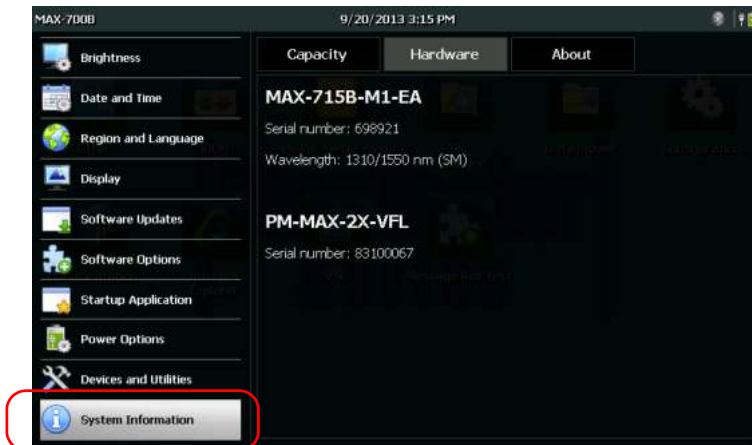 MAX-700B 9/20/2013 3:15 PM
Brightness
Date and Time
Region and Language
Display
Software Updates
Software Options
Startup Application
Power Options
Devices and Utilities
System Information
Capacity Hardware About
MAX-715B-M1-EA
Serial number: 698921
Wavelength: 1310/1550 nm (SM)
PM-MAX-2X-VFL
Serial number: 83100067